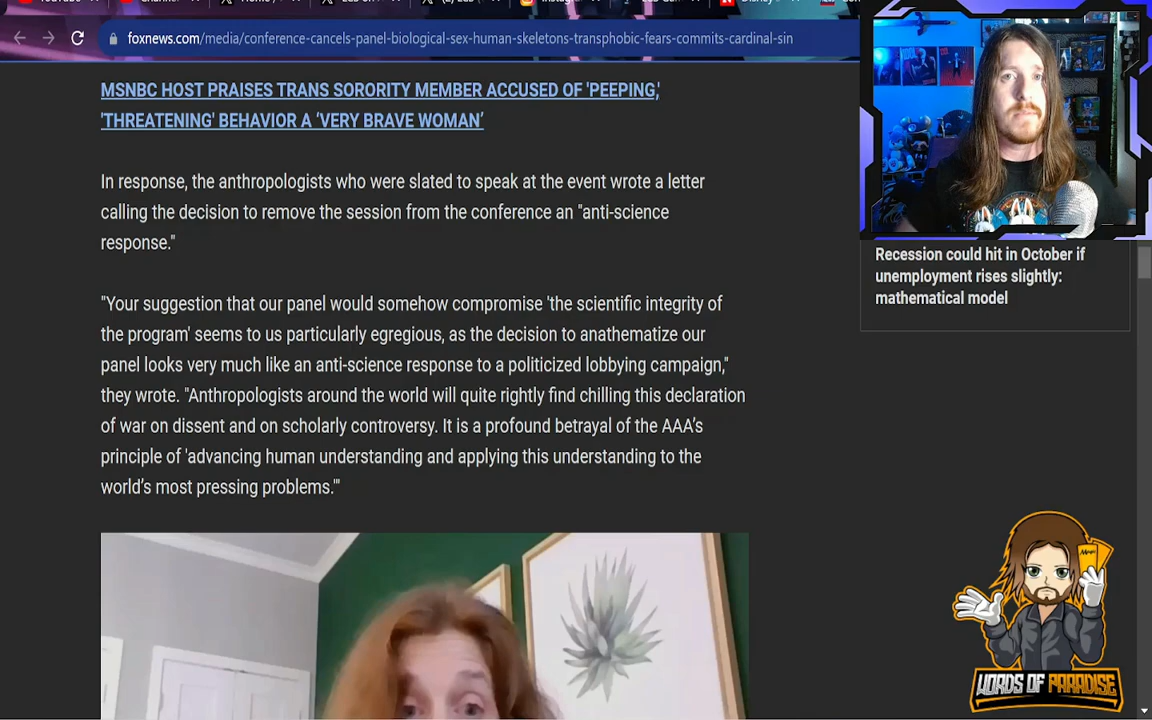 foxnews.com/media/conference-cancels-panel-biological-sex-human-skeletons-transphobic-fears-commits-cardinal-sin
MSNBC HOST PRAISES TRANS SORORITY MEMBER ACCUSED OF 'PEEPING,'
'THREATENING' BEHAVIOR A ‘VERY BRAVE WOMAN’
In response, the anthropologists who were slated to speak at the event wrote a letter
calling the decision to remove the session from the conference an "anti-science
response."
"Your suggestion that our panel would somehow compromise 'the scientific integrity of
the program' seems to us particularly egregious, as the decision to anathematize our
panel looks very much like an anti-science response to a politicized lobbying campaign,"
they wrote. "Anthropologists around the world will quite rightly find chilling this declaration
of war on dissent and on scholarly controversy. It is a profound betrayal of the AAA’s
principle of 'advancing human understanding and applying this understanding to the
world’s most pressing problems.'"
Recession could hit in October if
unemployment rises slightly:
mathematical model
WORDS OF PARADISE